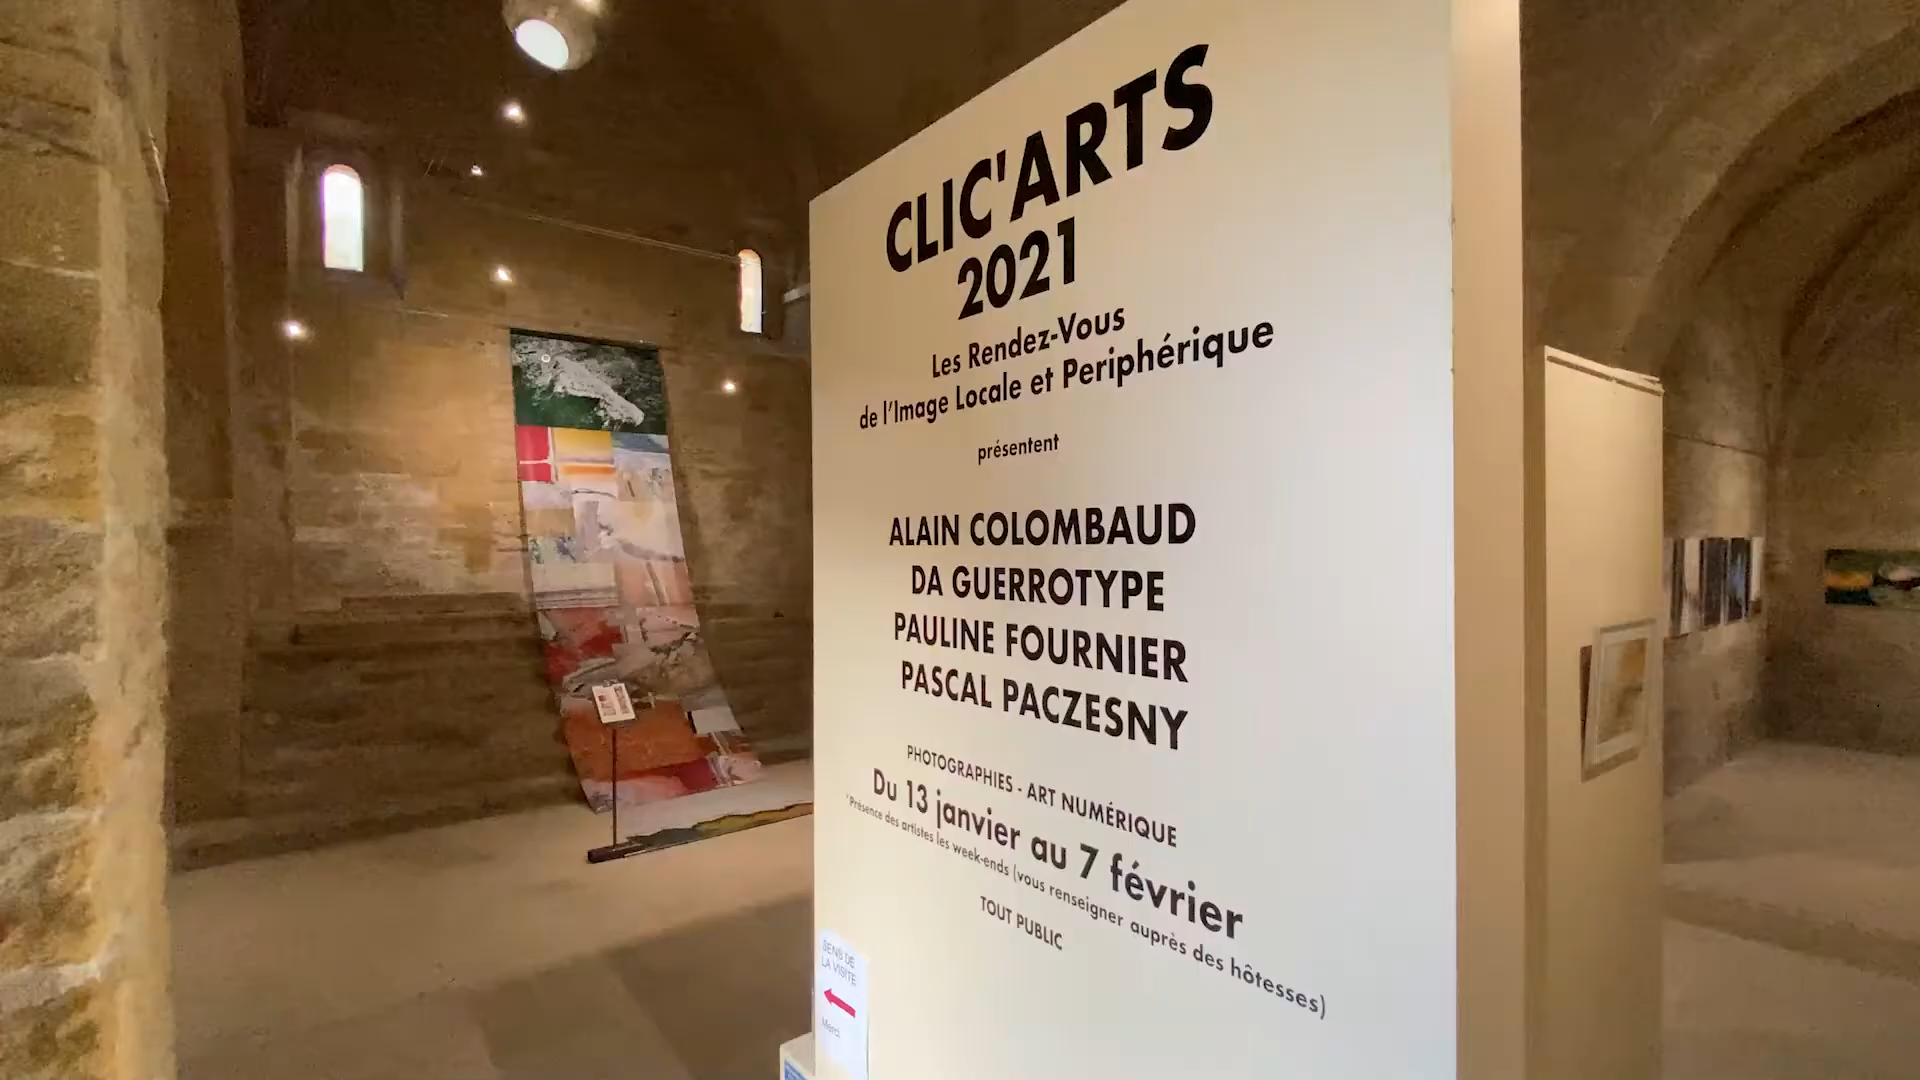 CLIC'ARTS
2021
Les Rendez-Vous
de l'Image Locale et Periphérique
présentent
ALAIN COLOMBAUD
DA GUERROTYPE
PAULINE FOURNIER
PASCAL PACZESNY
PHOTOGRAPHIES - ART NUMÉRIQUE
Du 13 janvier au 7 février
*Présence des artistes les week-ends (vous renseigner auprès des hôtesses)
TOUT PUBLIC
SENS DE
LA VISITE
Merci